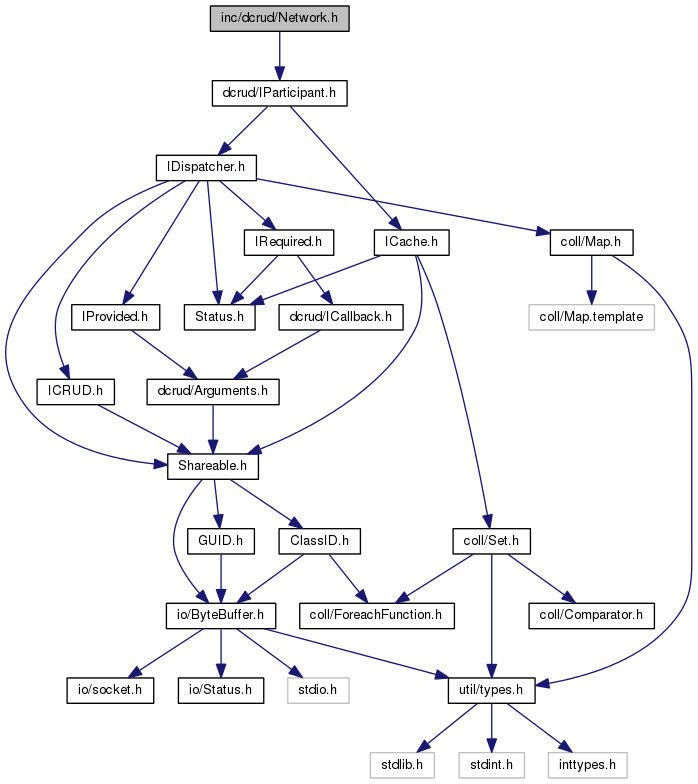 inc/dcrud/Network.h
dcrud/IParticipant.h
IDispatcher.h
IRequired.h
ICache.h
coll/Map.h
IProvided.h
Status.h
dcrud/ICallback.h
coll/Map.template
ICRUD.h
dcrud/Arguments.h
Shareable.h
GUID.h
ClassID.h
coll/Set.h
io/ByteBuffer.h
coll/ForeachFunction.h
coll/Comparator.h
io/socket.h
io/Status.h
stdio.h
util/types.h
stdlib.h
stdint.h
inttypes.h